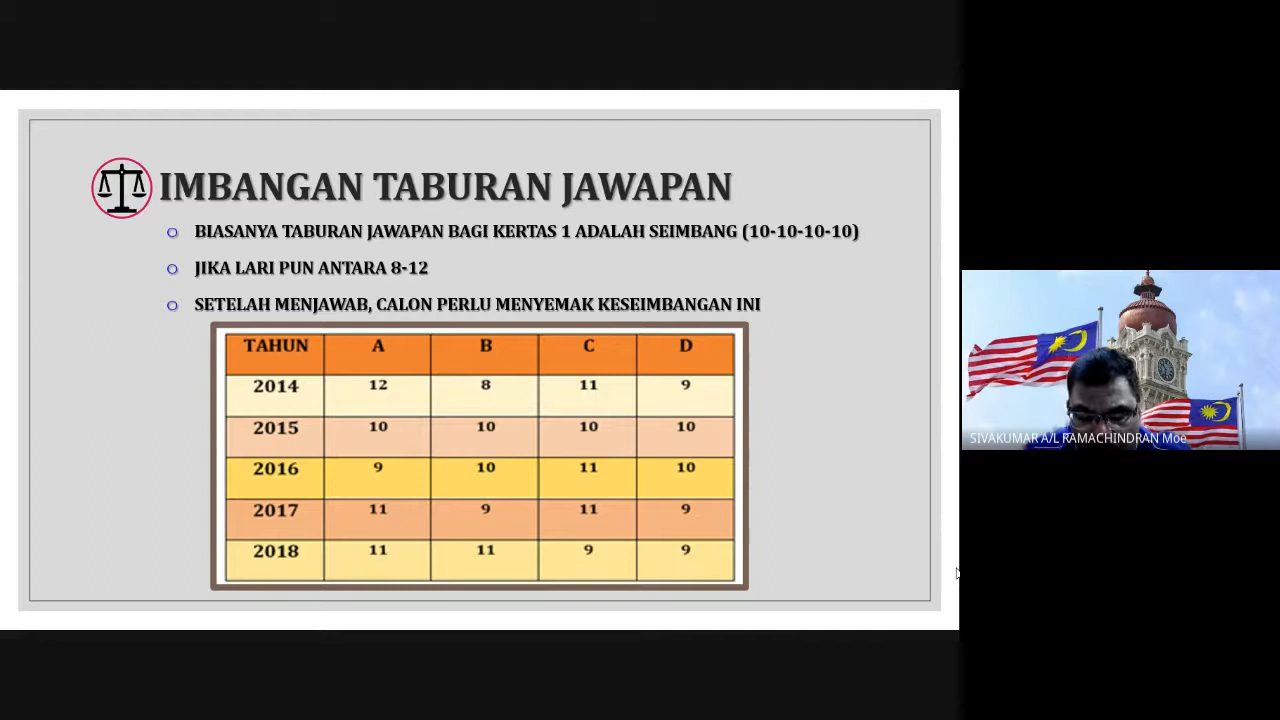 IMBANGAN TABURAN JAWAPAN
BIASANYA TABURAN JAWAPAN BAGI KERTAS 1 ADALAH SEIMBANG (10-10-10-10)
JIKA LARI PUN ANTARA 8-12
SETELAH MENJAWAB, CALON PERLU MENYEMAK KESEIMBANGAN INI
TAHUN A B C D
2014 12 8 11 9
2015 10 10 10 10
2016 9 10 11 10
2017 11 9 11 9
2018 11 11 9 9
SIVAKUMAR A/L RAMACHINDRAN Moe